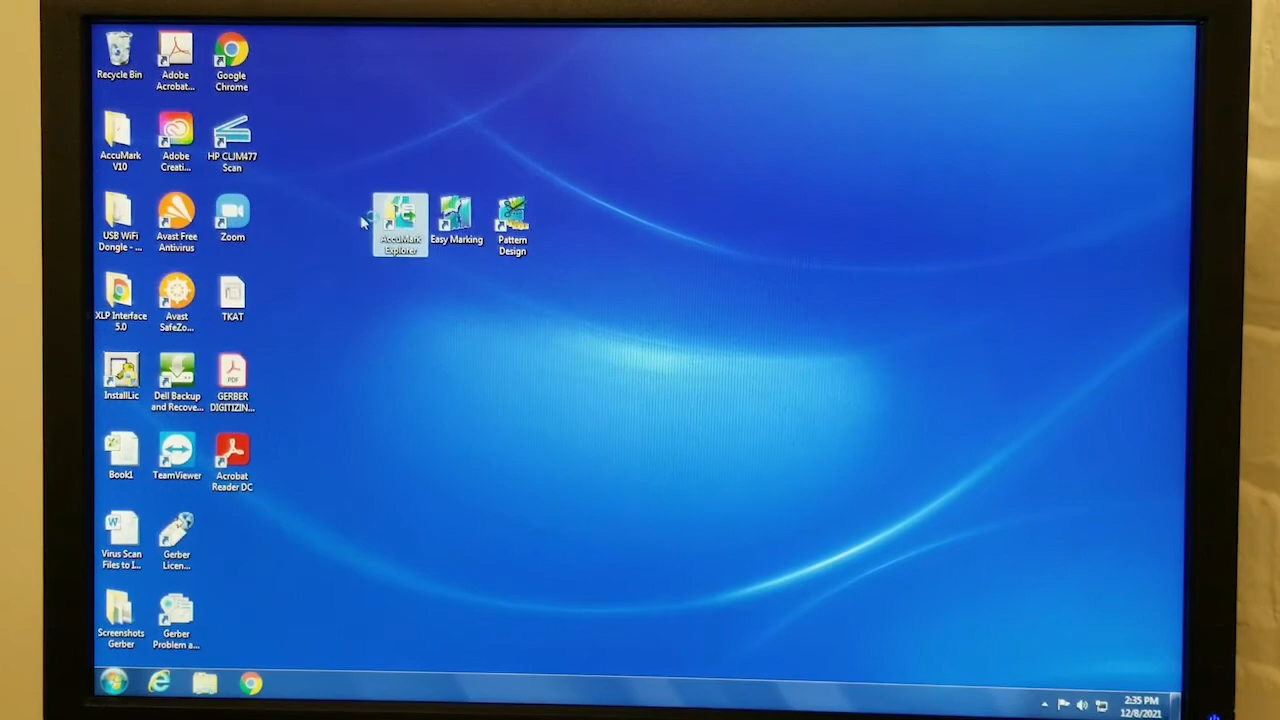 Recycle Bin
Adobe
Acrobat...
Google
Chrome
AccuMark
V10
Adobe
Creati...
HP CLJM477
Scan
USB WiFi
Dongle - ...
Avast Free
Antivirus
Zoom
AccuMark
Explorer
Easy Marking
Pattern
Design
XLP Interface
5.0
Avast
SafeZo...
TKAT
InstallLic
Dell Backup
and Recove...
PDF
GERBER
DIGITIZIN...
Book1
TeamViewer
Acrobat
Reader DC
Virus Scan
Files to I...
Gerber
Licen...
Screenshots
Gerber
Gerber
Problem a...
2:35 PM
12/8/2021